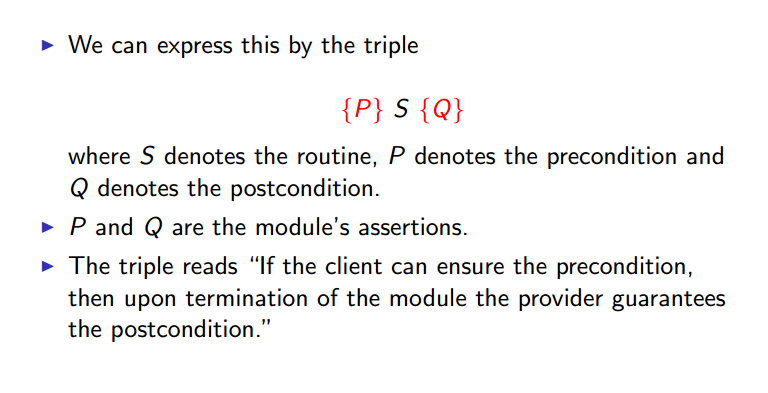 ▶ We can express this by the triple
{P} S {Q}
where S denotes the routine, P denotes the precondition and
Q denotes the postcondition.
▶ P and Q are the module’s assertions.
▶ The triple reads “If the client can ensure the precondition,
then upon termination of the module the provider guarantees
the postcondition.”